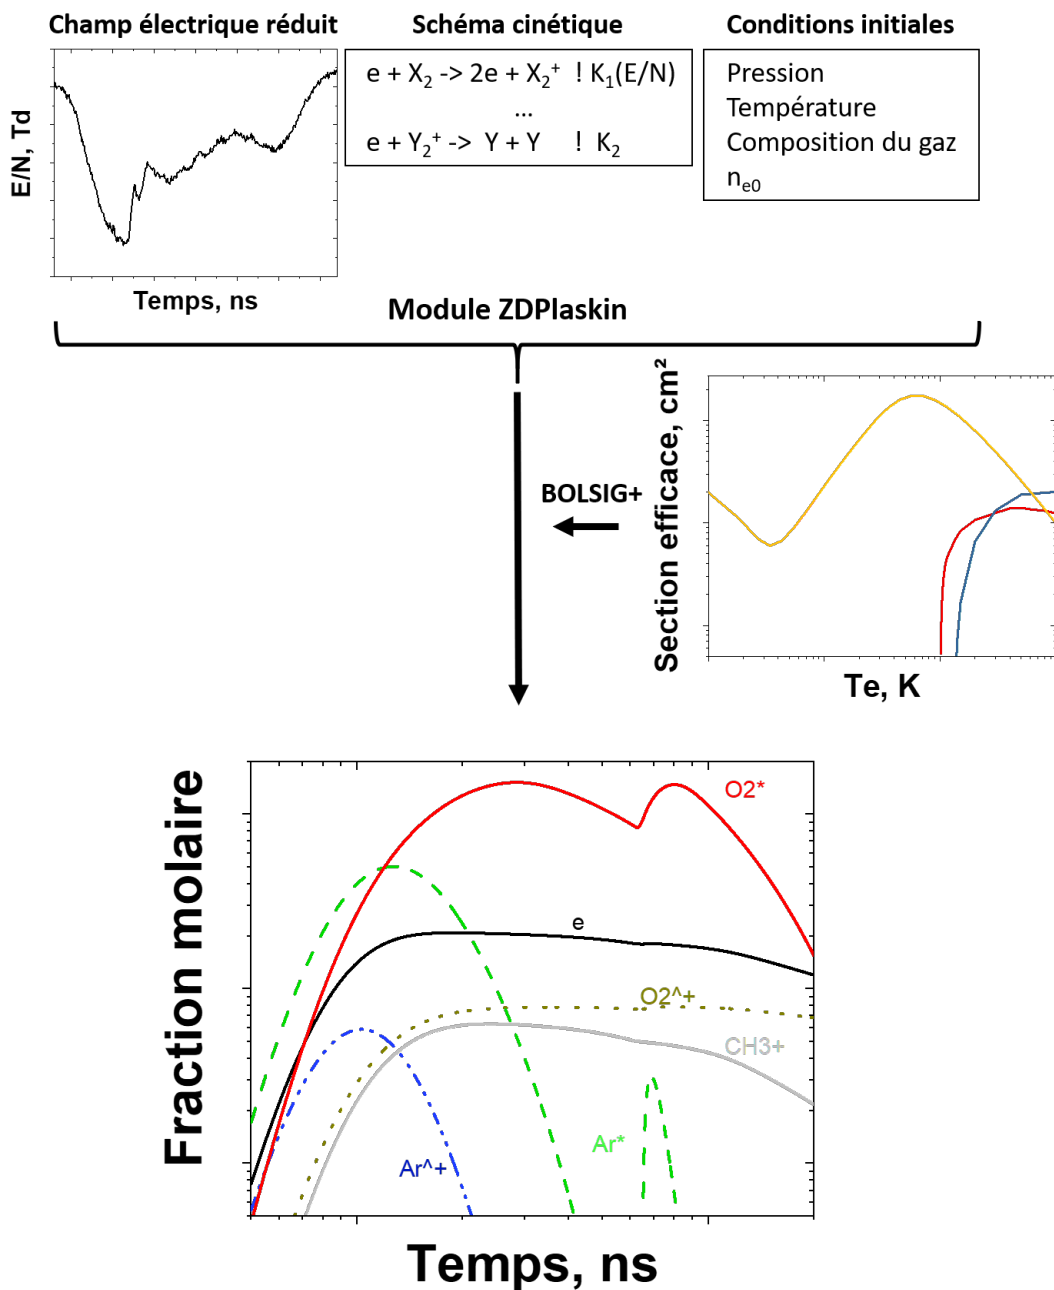 Champ électrique réduit
Schéma cinétique
Conditions initiales
E/N, Td
Temps, ns
e + X₂ -> 2e + X₂⁺ ! K₁(E/N)
...
e + Y₂⁺ -> Y + Y ! K₂
Pression
Température
Composition du gaz
nₑ₀
Module ZDPlaskin
BOLSIG+
Section efficace, cm²
Te, K
Fraction molaire
O2*
e
O2^+
CH3+
Ar*
Ar^+
Temps, ns